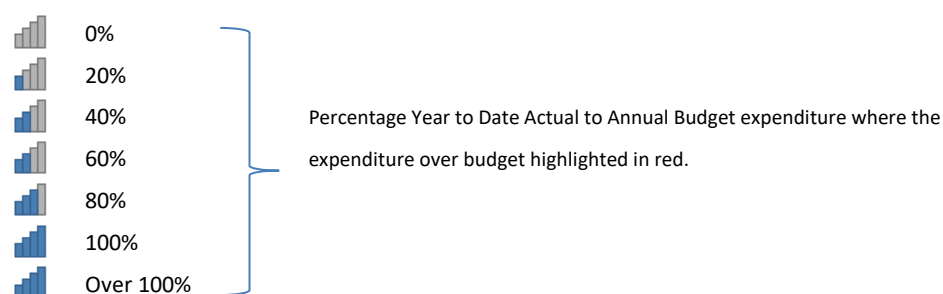 0%
20%
40%
60%
80%
100%
Over 100%
Percentage Year to Date Actual to Annual Budget expenditure where the
expenditure over budget highlighted in red.